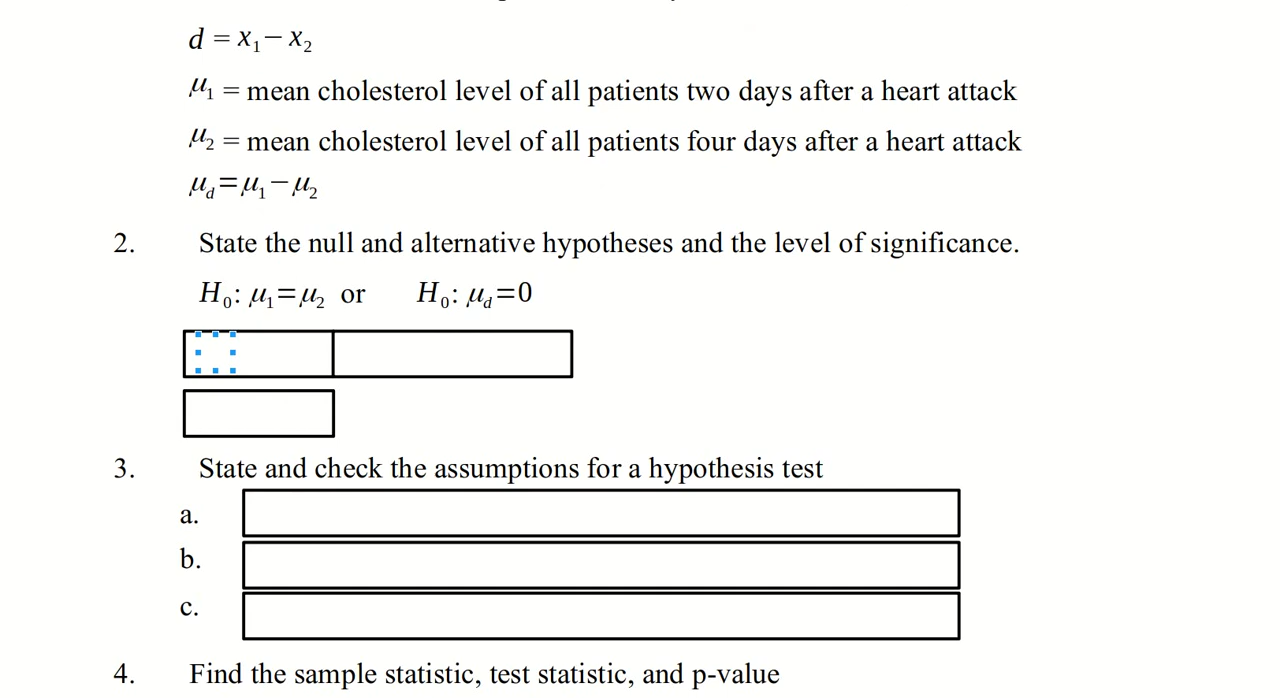 d = x₁ − x₂
μ₁ = mean cholesterol level of all patients two days after a heart attack
μ₂ = mean cholesterol level of all patients four days after a heart attack
μ_d = μ₁ − μ₂
2. State the null and alternative hypotheses and the level of significance.
H₀: μ₁ = μ₂ or H₀: μ_d = 0
3. State and check the assumptions for a hypothesis test
a.
b.
c.
4. Find the sample statistic, test statistic, and p-value